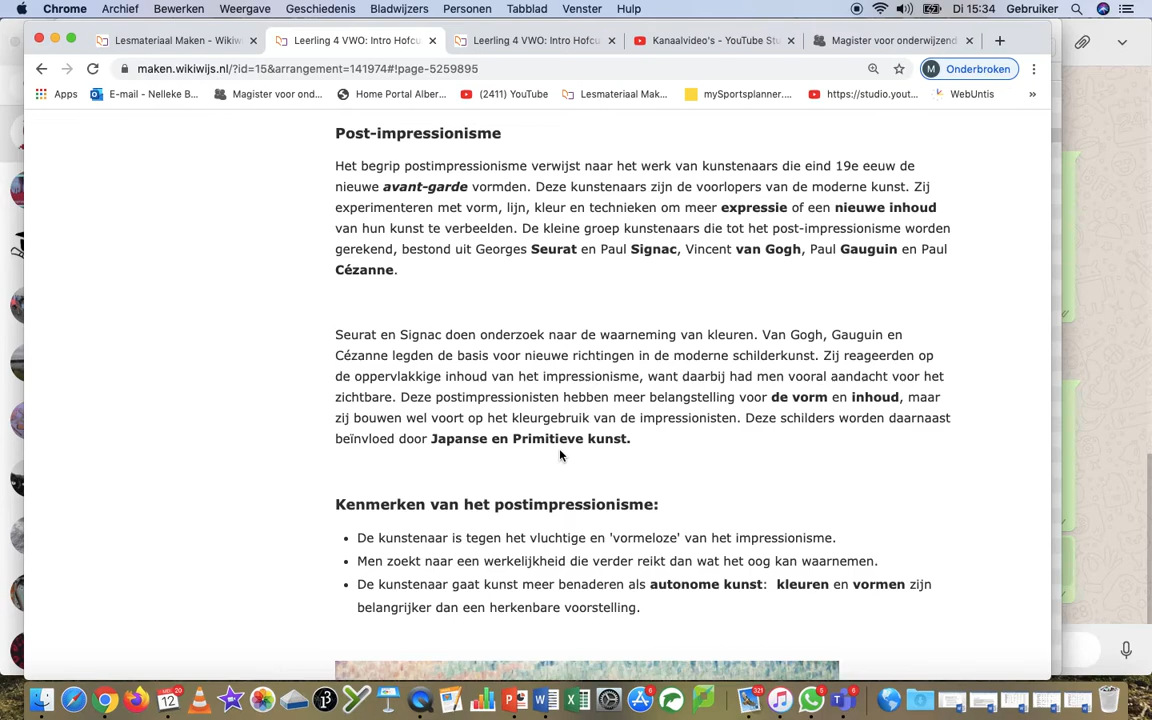 Chrome Archief Bewerken Weergave Geschiedenis Bladwijzers Personen Tabblad Venster Help Di 15:34 Gebruiker
Lesmateriaal Maken - Wikiw Leerling 4 VWO: Intro Hofcu Leerling 4 VWO: Intro Hofcu Kanaalvideo's - YouTube Stu Magister voor onderwijzend
maken.wikiwijs.nl/?id=15&arrangement=141974#!page-5259895 M Onderbroken
Apps E-mail - Nelleke B... Magister voor ond... Home Portal Alber... (2411) YouTube Lesmateriaal Mak... mySportsplanner.... https://studio.yout... WebUntis »
Post-impressionisme
Het begrip postimpressionisme verwijst naar het werk van kunstenaars die eind 19e eeuw de
nieuwe avant-garde vormden. Deze kunstenaars zijn de voorlopers van de moderne kunst. Zij
experimenteren met vorm, lijn, kleur en technieken om meer expressie of een nieuwe inhoud
van hun kunst te verbeelden. De kleine groep kunstenaars die tot het post-impressionisme worden
gerekend, bestond uit Georges Seurat en Paul Signac, Vincent van Gogh, Paul Gauguin en Paul
Cézanne.
Seurat en Signac doen onderzoek naar de waarneming van kleuren. Van Gogh, Gauguin en
Cézanne legden de basis voor nieuwe richtingen in de moderne schilderkunst. Zij reageerden op
de oppervlakkige inhoud van het impressionisme, want daarbij had men vooral aandacht voor het
zichtbare. Deze postimpressionisten hebben meer belangstelling voor de vorm en inhoud, maar
zij bouwen wel voort op het kleurgebruik van de impressionisten. Deze schilders worden daarnaast
beïnvloed door Japanse en Primitieve kunst.
Kenmerken van het postimpressionisme:
• De kunstenaar is tegen het vluchtige en 'vormeloze' van het impressionisme.
• Men zoekt naar een werkelijkheid die verder reikt dan wat het oog kan waarnemen.
• De kunstenaar gaat kunst meer benaderen als autonome kunst: kleuren en vormen zijn
belangrijker dan een herkenbare voorstelling.